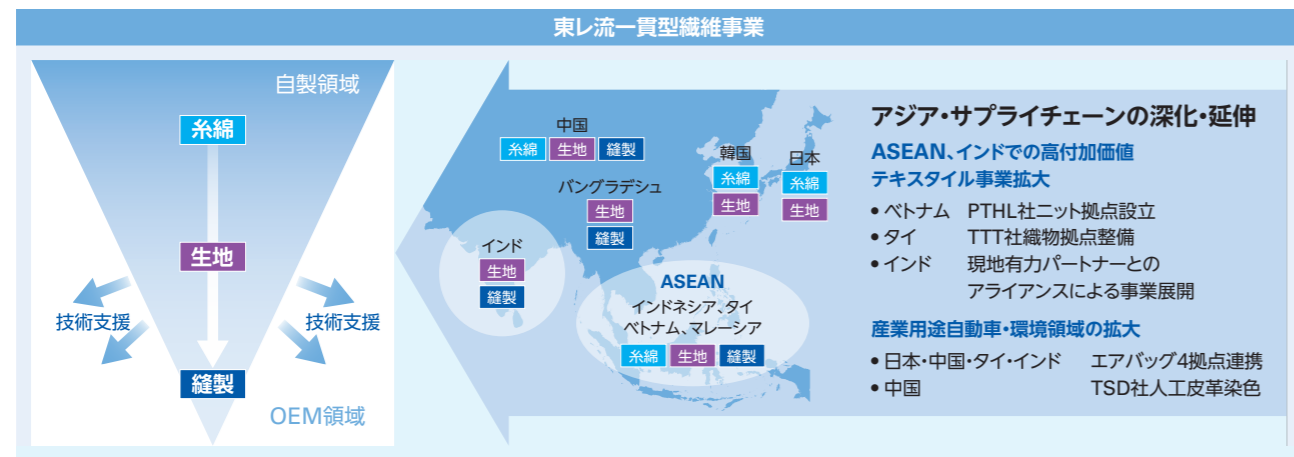 東レ流一貫型繊維事業
自製領域
糸綿
生地
技術支援
技術支援
縫製
OEM領域
中国
糸綿 生地 縫製
韓国
糸綿
生地
日本
糸綿
生地
バングラデシュ
生地
縫製
インド
生地
縫製
ASEAN
インドネシア、タイ
ベトナム、マレーシア
糸綿 生地 縫製
アジア・サプライチェーンの深化・延伸
ASEAN、インドでの高付加価値
テキスタイル事業拡大
• ベトナム PTHL社ニット拠点設立
• タイ TTT社織物拠点整備
• インド 現地有力パートナーとの
アライアンスによる事業展開
産業用途自動車・環境領域の拡大
• 日本・中国・タイ・インド エアバッグ4拠点連携
• 中国 TSD社人工皮革染色